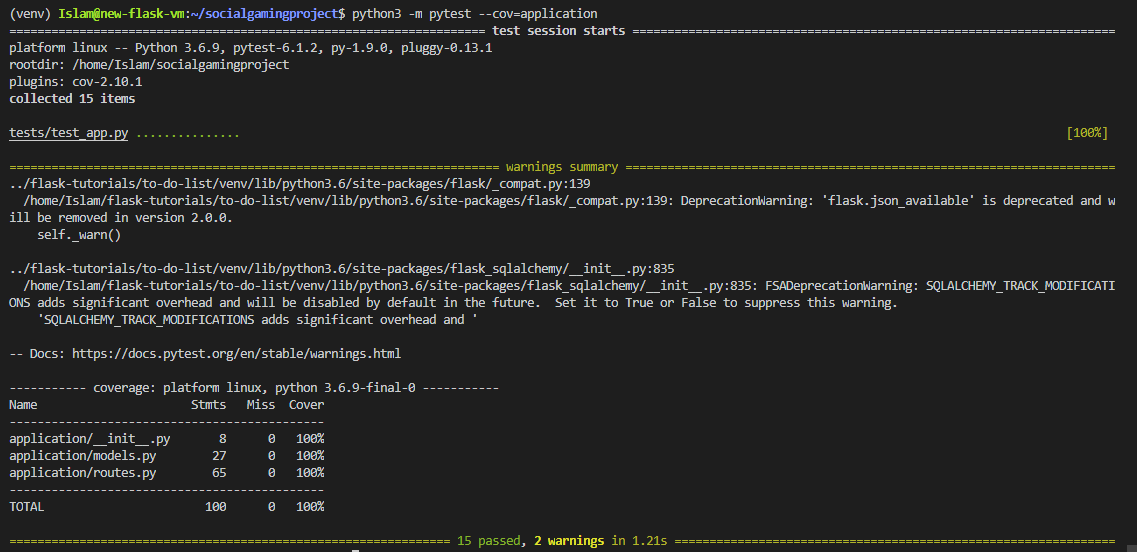 (venv) Islam@new-flask-vm:~/socialgamingproject$ python3 -m pytest --cov=application
==================================================================== test session starts =====================================================================
platform linux -- Python 3.6.9, pytest-6.1.2, py-1.9.0, pluggy-0.13.1
rootdir: /home/Islam/socialgamingproject
plugins: cov-2.10.1
collected 15 items
tests/test_app.py ............... [100%]
====================================================================== warnings summary ======================================================================
../flask-tutorials/to-do-list/venv/lib/python3.6/site-packages/flask/_compat.py:139
/home/Islam/flask-tutorials/to-do-list/venv/lib/python3.6/site-packages/flask/_compat.py:139: DeprecationWarning: 'flask.json_available' is deprecated and w
ill be removed in version 2.0.0.
self._warn()
../flask-tutorials/to-do-list/venv/lib/python3.6/site-packages/flask_sqlalchemy/__init__.py:835
/home/Islam/flask-tutorials/to-do-list/venv/lib/python3.6/site-packages/flask_sqlalchemy/__init__.py:835: FSADeprecationWarning: SQLALCHEMY_TRACK_MODIFICATI
ONS adds significant overhead and will be disabled by default in the future.  Set it to True or False to suppress this warning.
'SQLALCHEMY_TRACK_MODIFICATIONS adds significant overhead and '
-- Docs: https://docs.pytest.org/en/stable/warnings.html
----------- coverage: platform linux, python 3.6.9-final-0 -----------
Name                      Stmts   Miss  Cover
---------------------------------------------
application/__init__.py       8      0   100%
application/models.py        27      0   100%
application/routes.py        65      0   100%
---------------------------------------------
TOTAL                       100      0   100%
=============================================================== 15 passed, 2 warnings in 1.21s ===============================================================